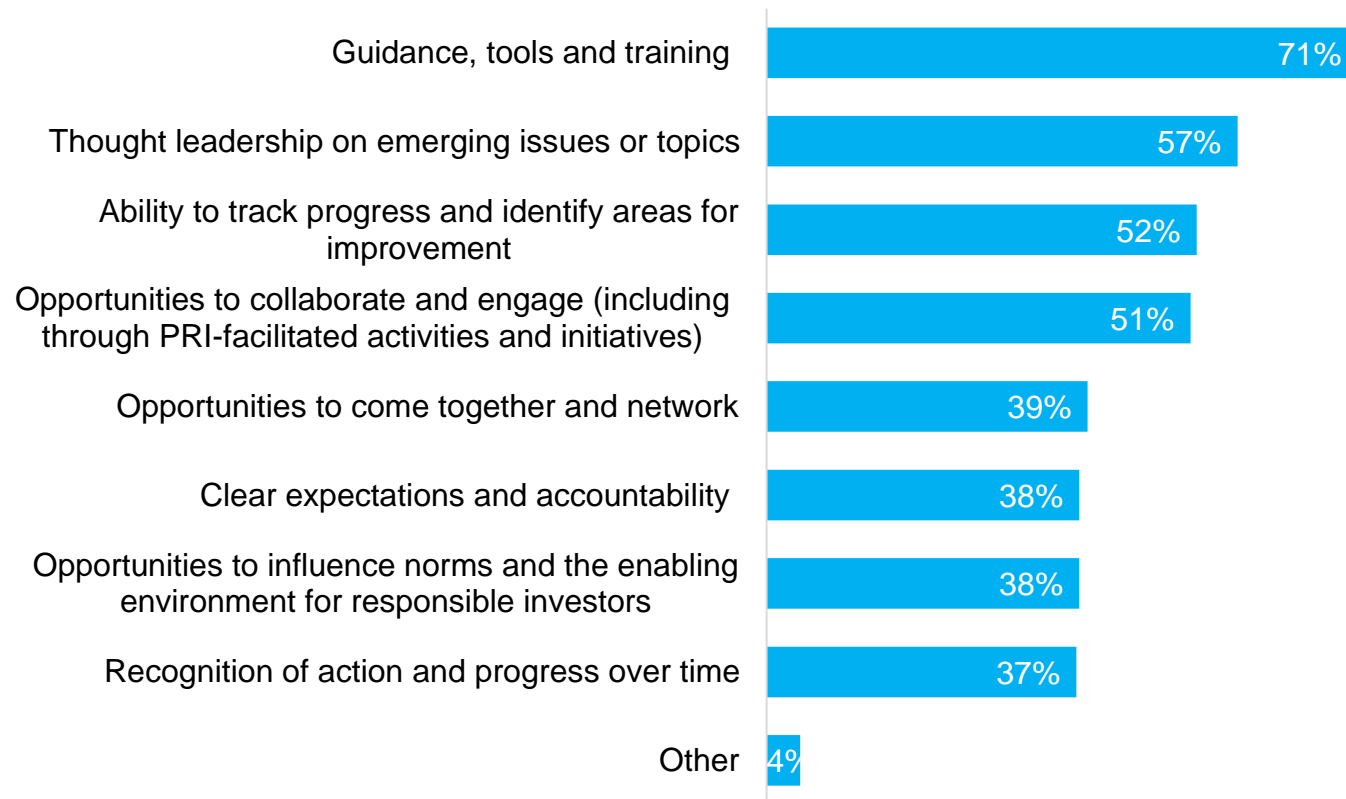 Guidance, tools and training
71%
Thought leadership on emerging issues or topics
57%
Ability to track progress and identify areas for
improvement
52%
Opportunities to collaborate and engage (including
through PRI-facilitated activities and initiatives)
51%
Opportunities to come together and network
39%
Clear expectations and accountability
38%
Opportunities to influence norms and the enabling
environment for responsible investors
38%
Recognition of action and progress over time
37%
Other
4%